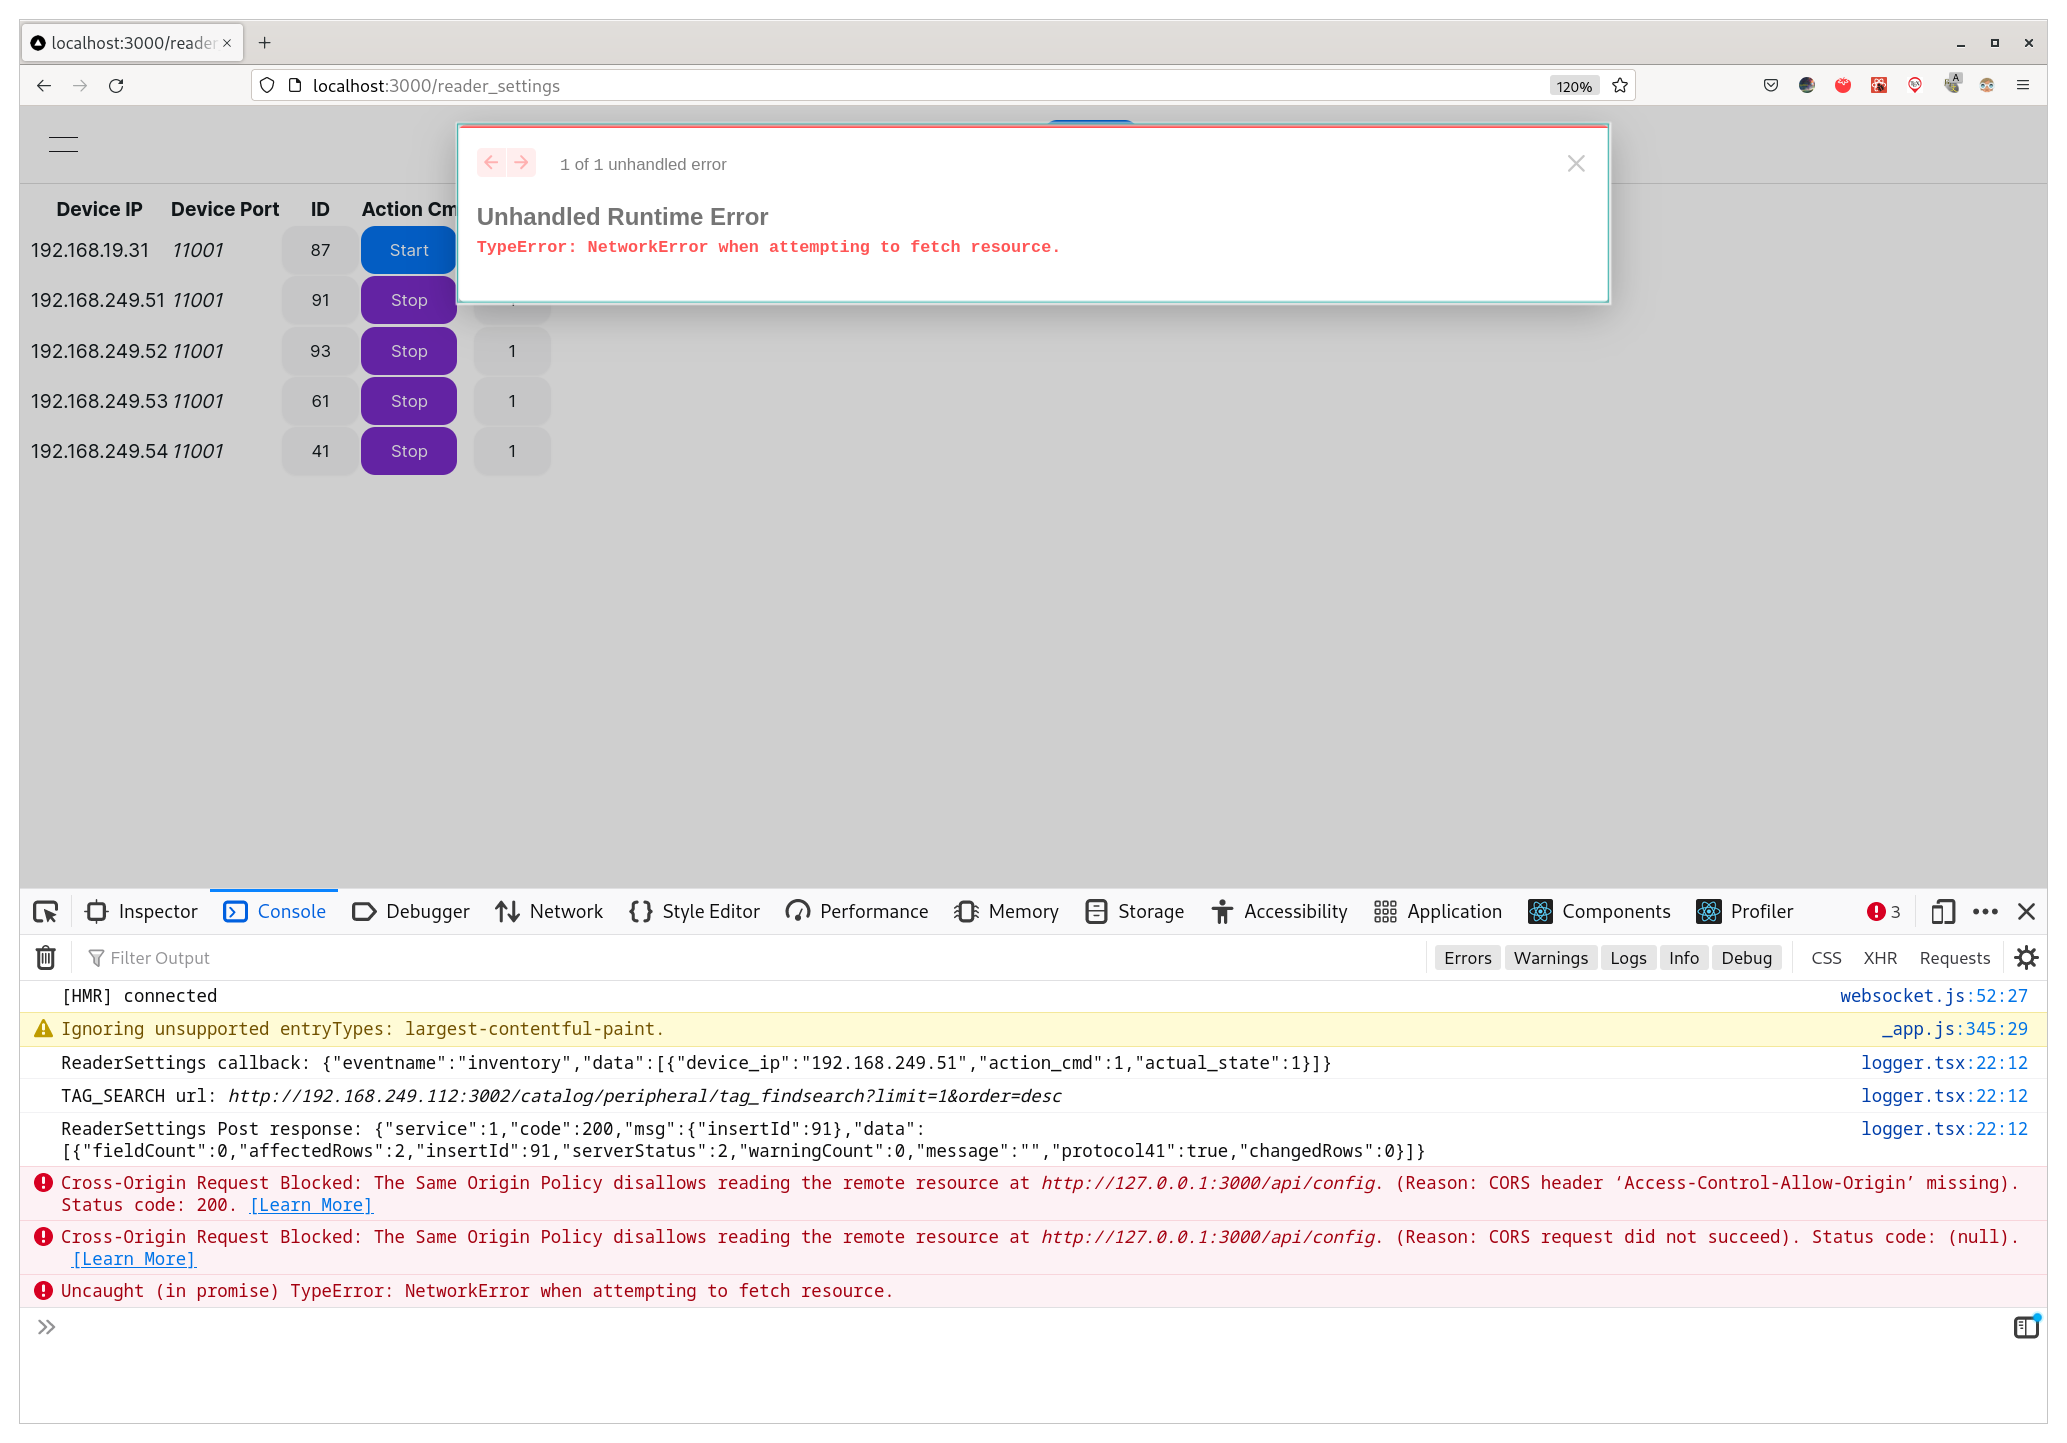 localhost:3000/reader
localhost:3000/reader_settings
120%
A
1 of 1 unhandled error
Unhandled Runtime Error
TypeError: NetworkError when attempting to fetch resource.
Device IP Device Port ID Action Cm
192.168.19.31 11001 87 Start
192.168.249.51 11001 91 Stop
192.168.249.52 11001 93 Stop 1
192.168.249.53 11001 61 Stop 1
192.168.249.54 11001 41 Stop 1
Inspector Console Debugger Network Style Editor Performance Memory Storage Accessibility Application Components Profiler 3
Filter Output Errors Warnings Logs Info Debug CSS XHR Requests
[HMR] connected websocket.js:52:27
Ignoring unsupported entryTypes: largest-contentful-paint. _app.js:345:29
ReaderSettings callback: {"eventname":"inventory","data":[{"device_ip":"192.168.249.51","action_cmd":1,"actual_state":1}]} logger.tsx:22:12
TAG_SEARCH url: http://192.168.249.112:3002/catalog/peripheral/tag_findsearch?limit=1&order=desc logger.tsx:22:12
ReaderSettings Post response: {"service":1,"code":200,"msg":{"insertId":91},"data": logger.tsx:22:12
[{"fieldCount":0,"affectedRows":2,"insertId":91,"serverStatus":2,"warningCount":0,"message":"","protocol41":true,"changedRows":0}]}
Cross-Origin Request Blocked: The Same Origin Policy disallows reading the remote resource at http://127.0.0.1:3000/api/config. (Reason: CORS header ‘Access-Control-Allow-Origin’ missing).
Status code: 200. [Learn More]
Cross-Origin Request Blocked: The Same Origin Policy disallows reading the remote resource at http://127.0.0.1:3000/api/config. (Reason: CORS request did not succeed). Status code: (null).
[Learn More]
Uncaught (in promise) TypeError: NetworkError when attempting to fetch resource.